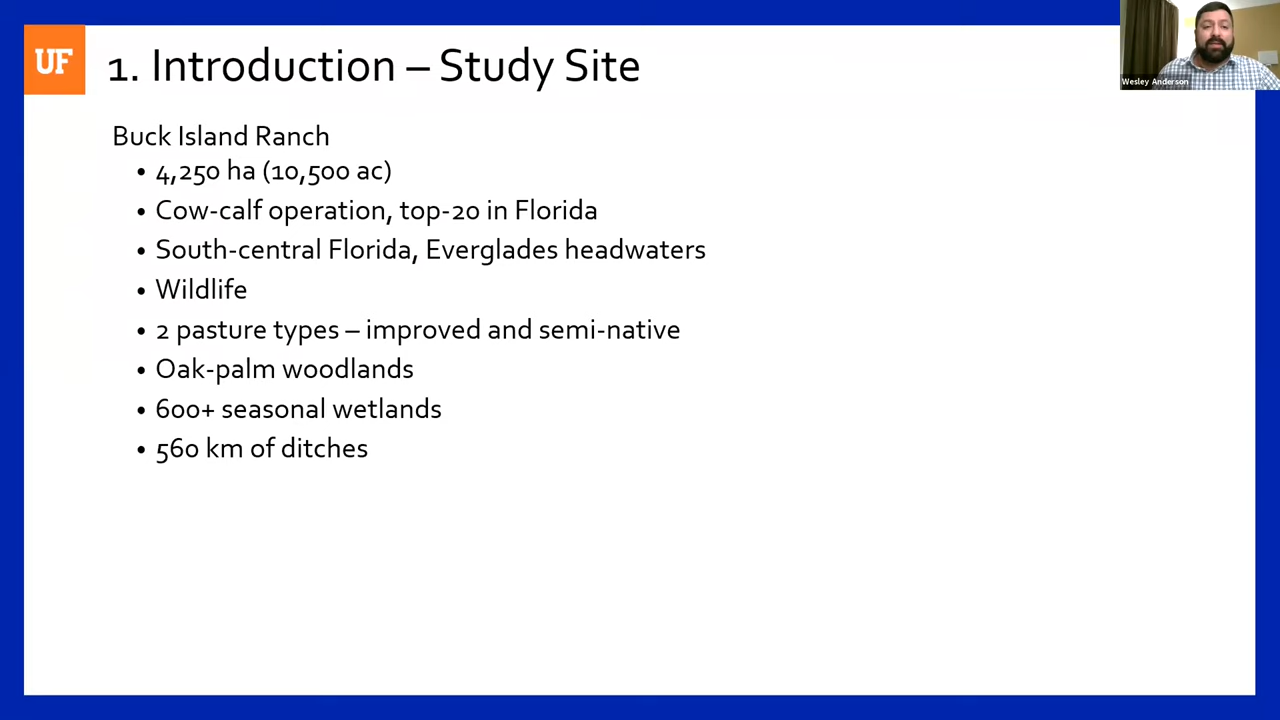 UF
1. Introduction – Study Site
Wesley Anderson
Buck Island Ranch
• 4,250 ha (10,500 ac)
• Cow-calf operation, top-20 in Florida
• South-central Florida, Everglades headwaters
• Wildlife
• 2 pasture types – improved and semi-native
• Oak-palm woodlands
• 600+ seasonal wetlands
• 560 km of ditches